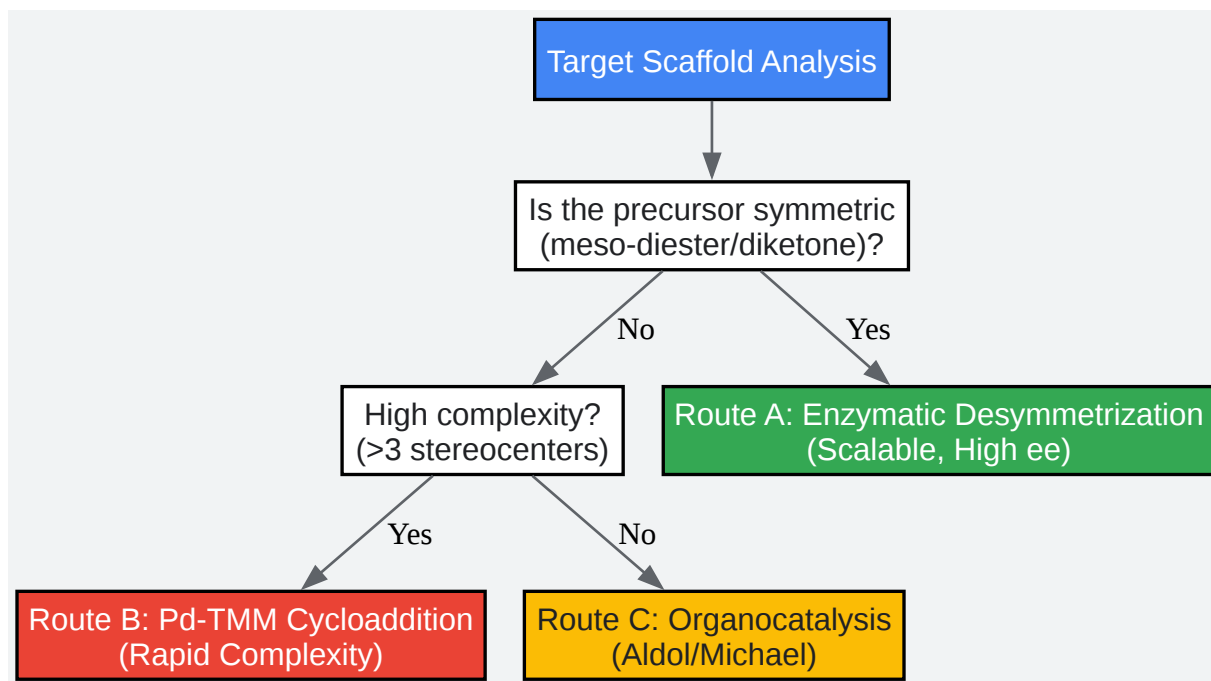 Target Scaffold Analysis
Is the precursor symmetric
(meso-diester/diketone)?
No
Yes
High complexity?
(>3 stereocenters)
Route A: Enzymatic Desymmetrization
(Scalable, High ee)
Yes
No
Route B: Pd-TMM Cycloaddition
(Rapid Complexity)
Route C: Organocatalysis
(Aldol/Michael)